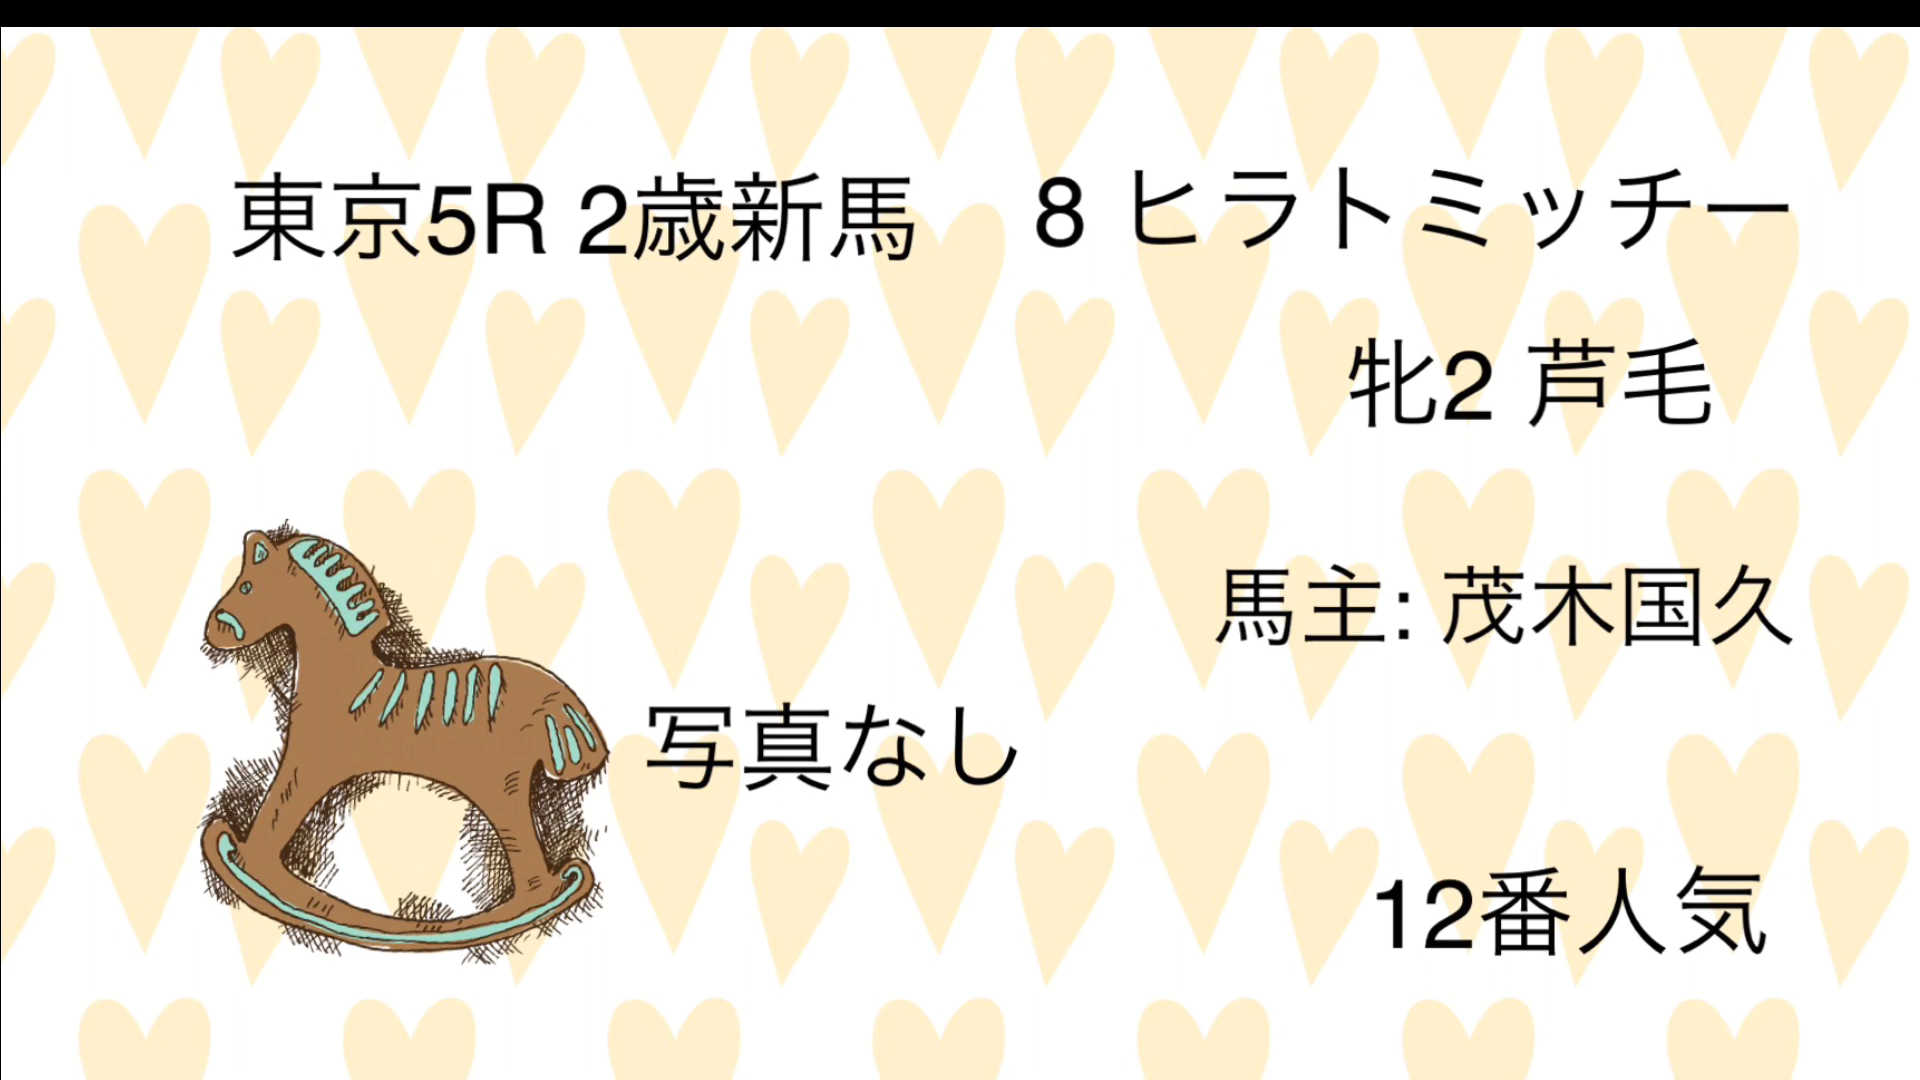 東京5R 2歳新馬
8 ヒラトミッチー
牝2 芦毛
馬主: 茂木国久
写真なし
12番人気